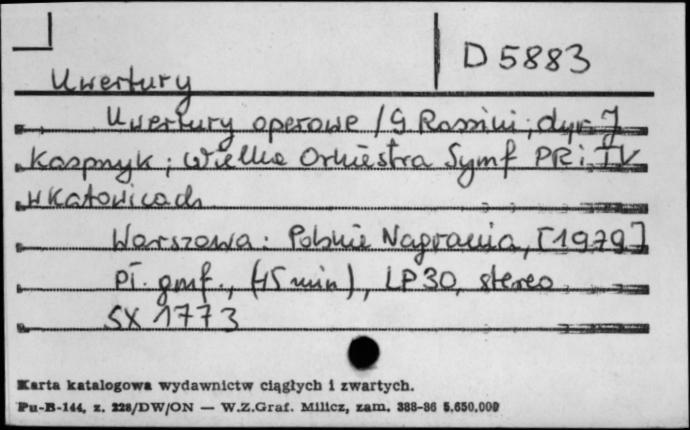 D 5883
Uwertury
Uwertury operowe / G Rossini; dyr. J
Kasprzyk; Wielka Orkiestra Symf PR i TV
w Katowicach
Warszawa: Polskie Nagrania, [1979]
pł. gmf., (45 min), LP30, stereo
SX 1773
Karta katalogowa wydawnictw ciągłych i zwartych.
Pu-B-144, z. 228/DW/ON — W.Z.Graf. Milicz, zam. 388-86 5,650,000